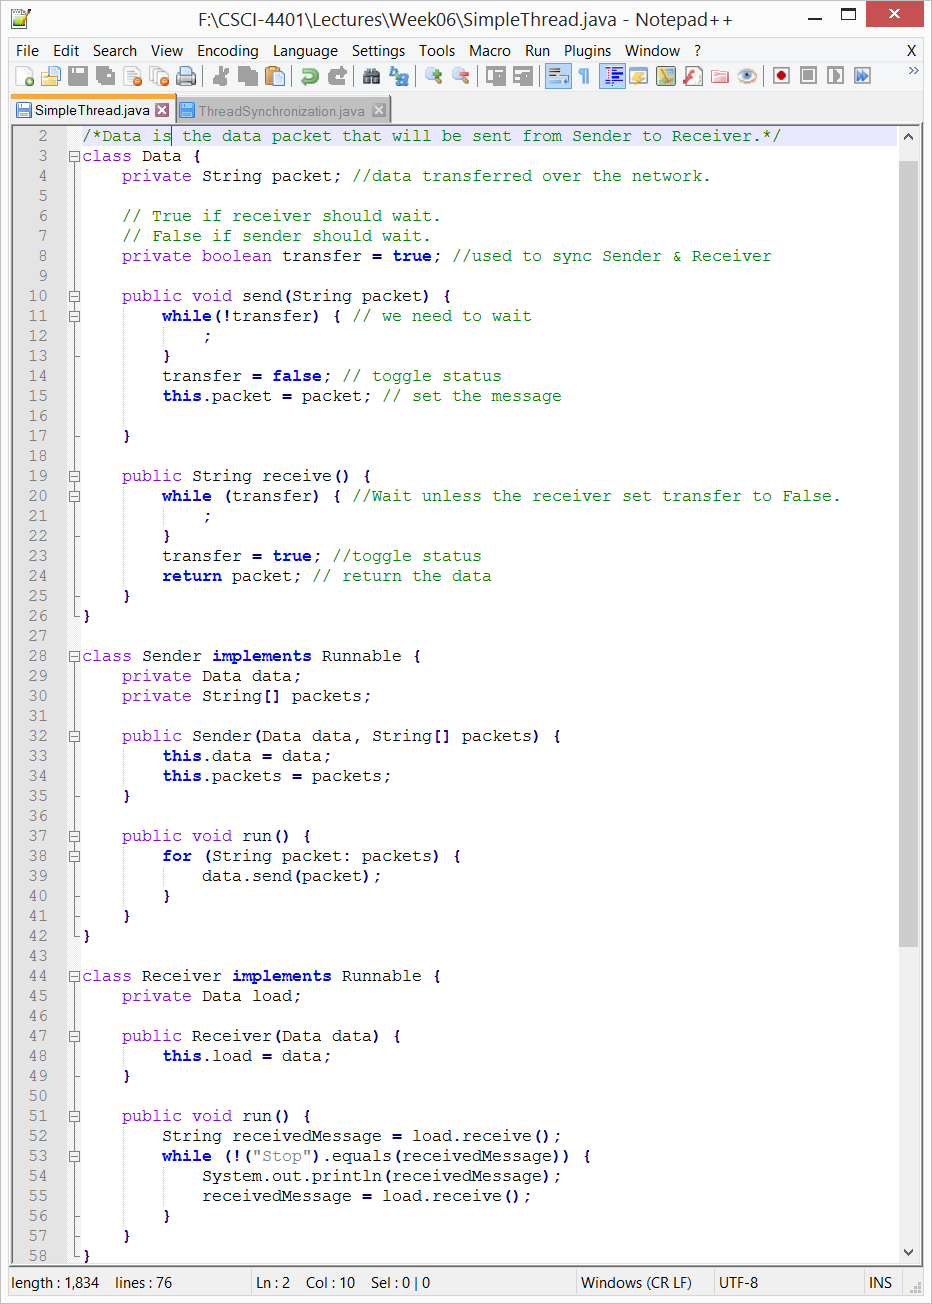 F:\CSCI-4401\Lectures\Week06\SimpleThread.java - Notepad++
File Edit Search View Encoding Language Settings Tools Macro Run Plugins Window ? X
SimpleThread.java ThreadSynchronization.java
2 /*Data is the data packet that will be sent from Sender to Receiver.*/
3 class Data {
4 private String packet; //data transferred over the network.
5
6 // True if receiver should wait.
7 // False if sender should wait.
8 private boolean transfer = true; //used to sync Sender & Receiver
9
10 public void send(String packet) {
11 while(!transfer) { // we need to wait
12 ;
13 }
14 transfer = false; // toggle status
15 this.packet = packet; // set the message
16
17 }
18
19 public String receive() {
20 while (transfer) { //Wait unless the receiver set transfer to False.
21 ;
22 }
23 transfer = true; //toggle status
24 return packet; // return the data
25 }
26 }
27
28 class Sender implements Runnable {
29 private Data data;
30 private String[] packets;
31
32 public Sender(Data data, String[] packets) {
33 this.data = data;
34 this.packets = packets;
35 }
36
37 public void run() {
38 for (String packet: packets) {
39 data.send(packet);
40 }
41 }
42 }
43
44 class Receiver implements Runnable {
45 private Data load;
46
47 public Receiver(Data data) {
48 this.load = data;
49 }
50
51 public void run() {
52 String receivedMessage = load.receive();
53 while (!("Stop").equals(receivedMessage)) {
54 System.out.println(receivedMessage);
55 receivedMessage = load.receive();
56 }
57 }
58 }
length : 1,834 lines : 76 Ln : 2 Col : 10 Sel : 0 | 0 Windows (CR LF) UTF-8 INS